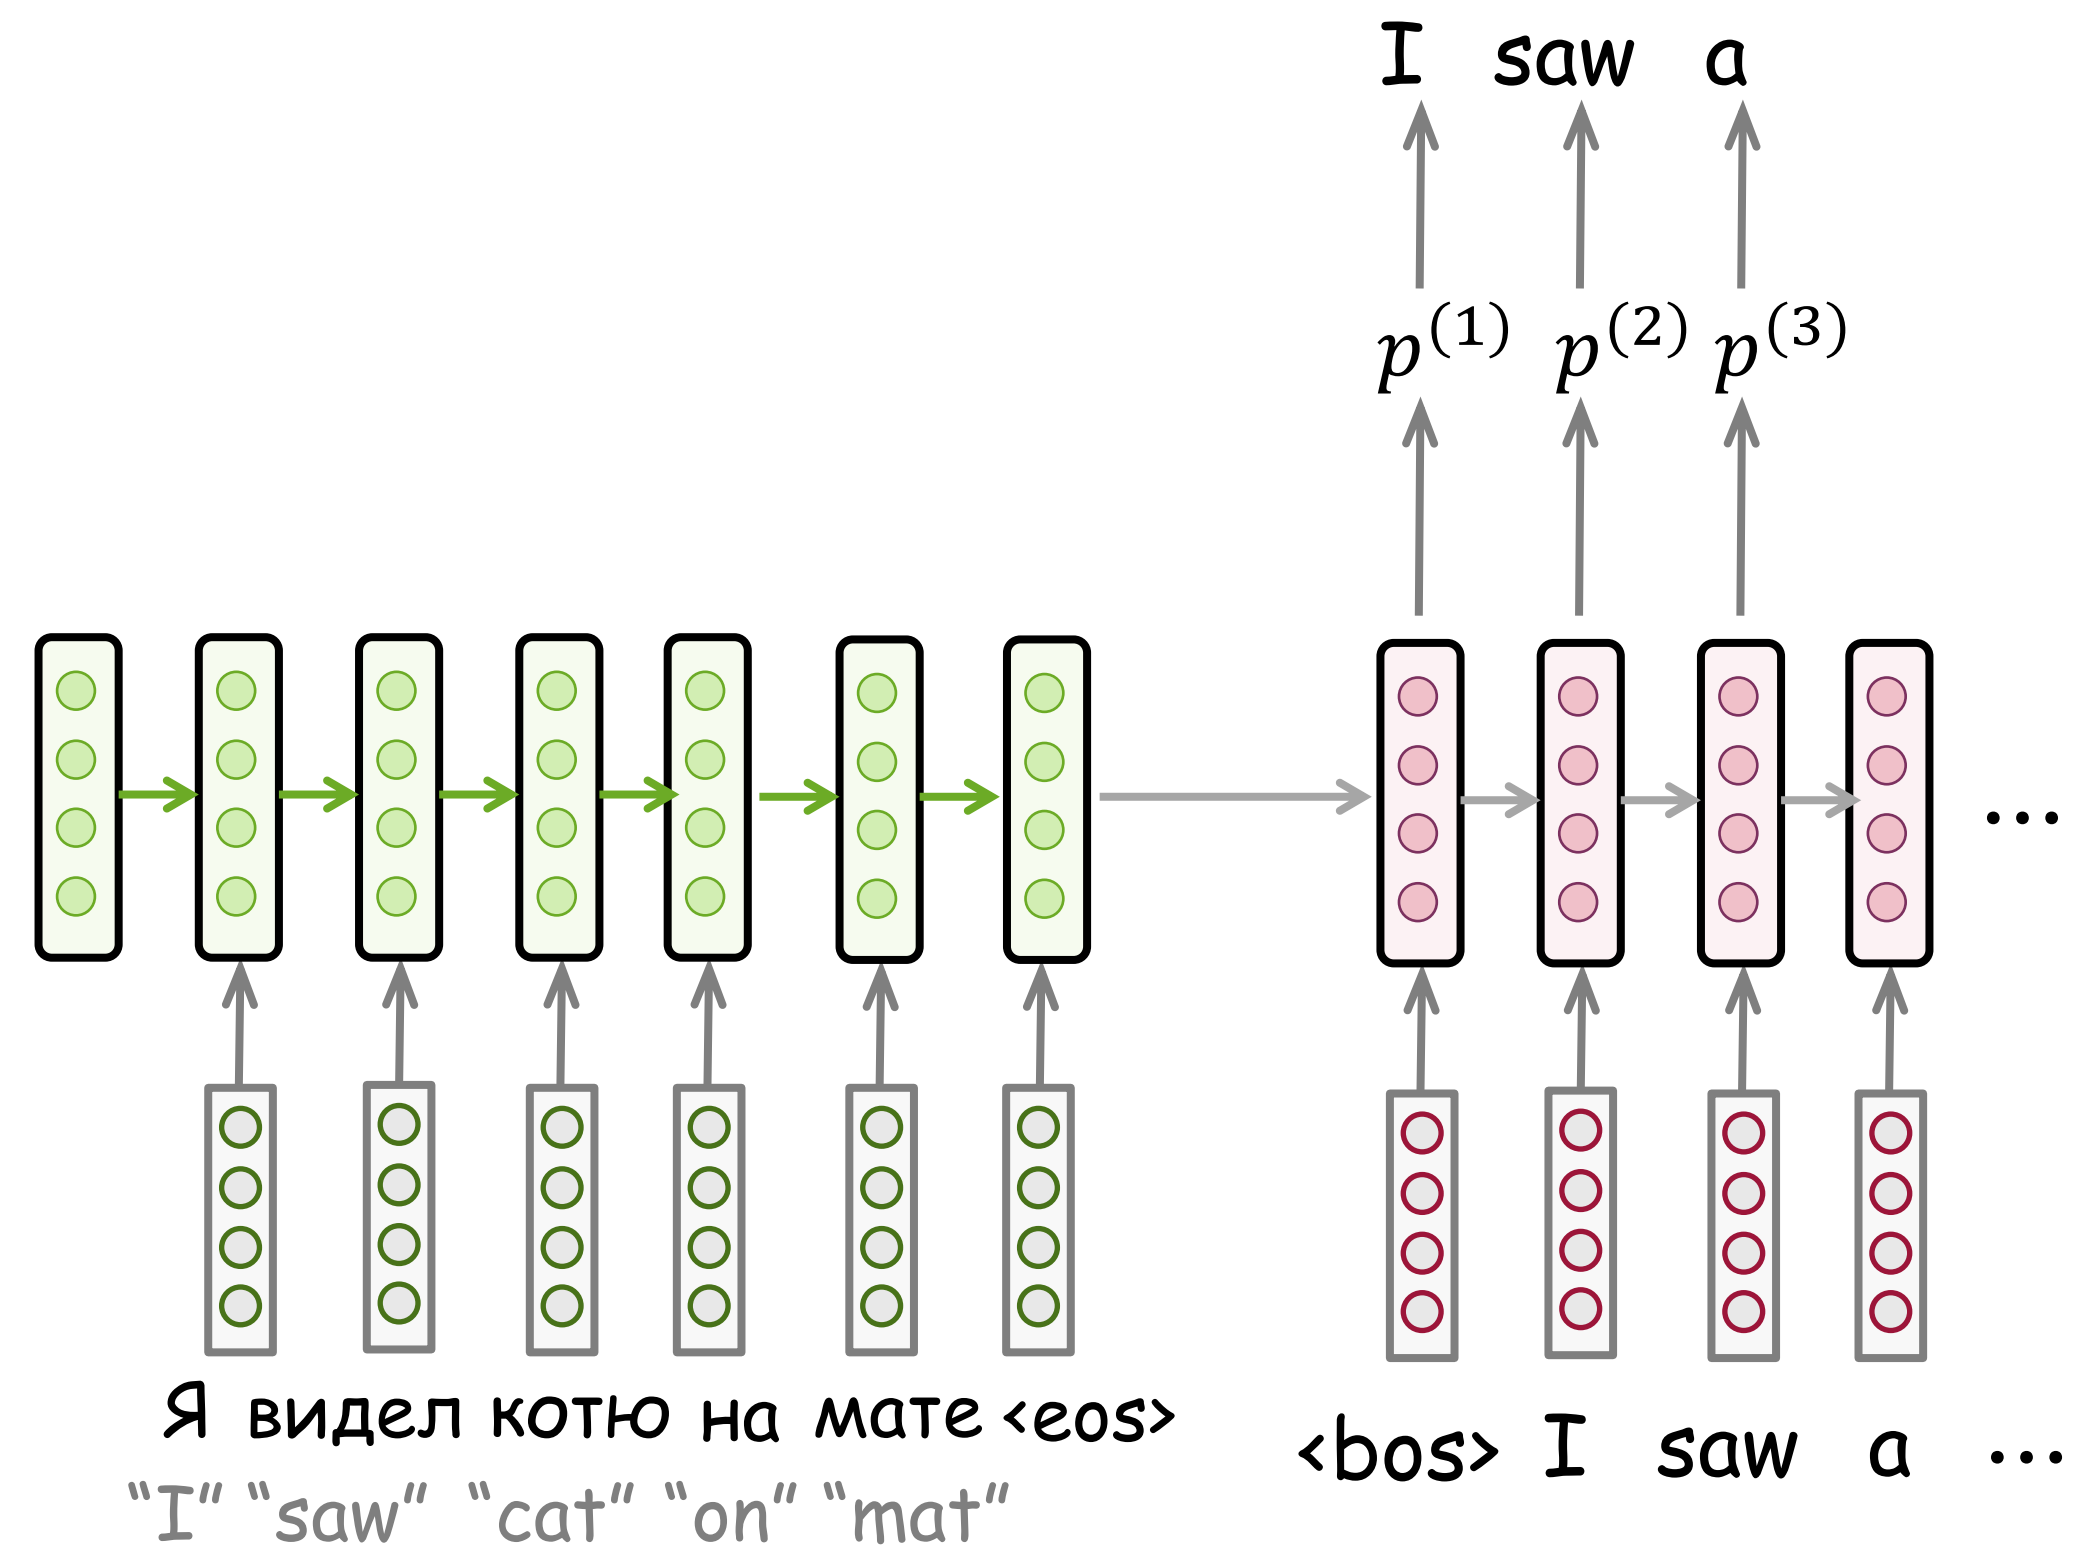 I saw a
p^(1) p^(2) p^(3)
...
Я видел котю на мате <eos>
<bos> I saw a ...
“I“ “saw“ “cat“ “on“ “mat“